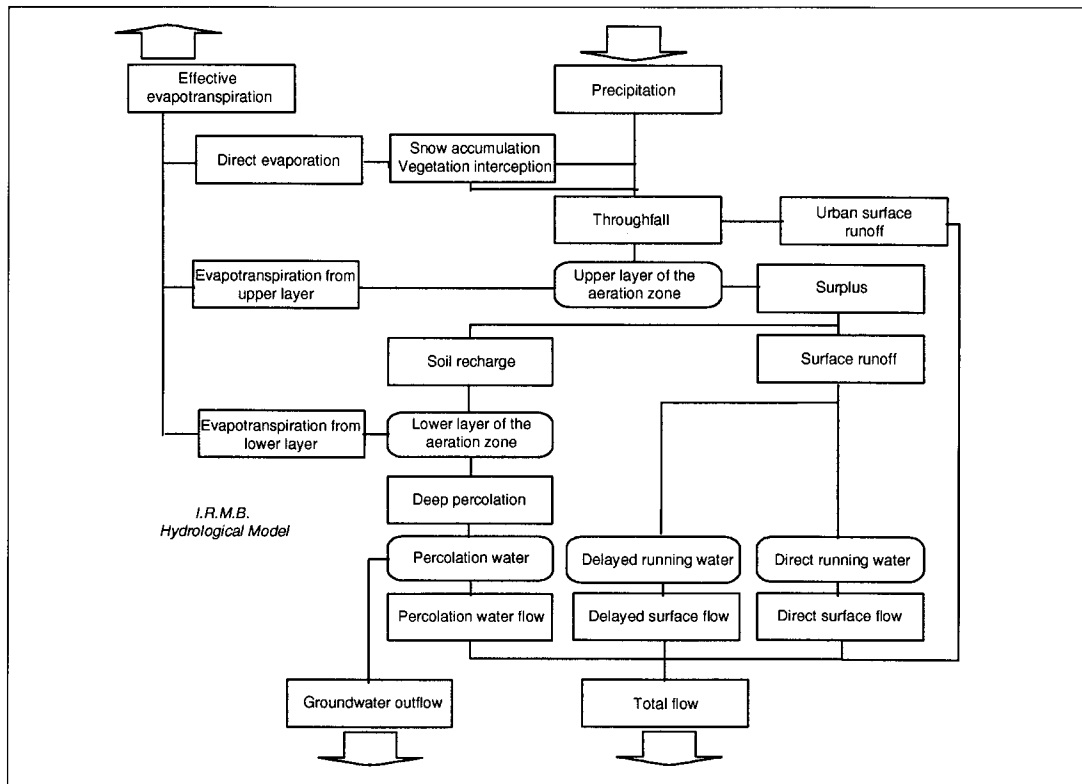 Effective
evapotranspiration
Precipitation
Direct evaporation
Snow accumulation
Vegetation interception
Throughfall
Urban surface
runoff
Evapotranspiration from
upper layer
Upper layer of the
aeration zone
Surplus
Soil recharge
Surface runoff
Evapotranspiration from
lower layer
Lower layer of the
aeration zone
Deep percolation
I.R.M.B.
Hydrological Model
Percolation water
Delayed running water
Direct running water
Percolation water flow
Delayed surface flow
Direct surface flow
Groundwater outflow
Total flow